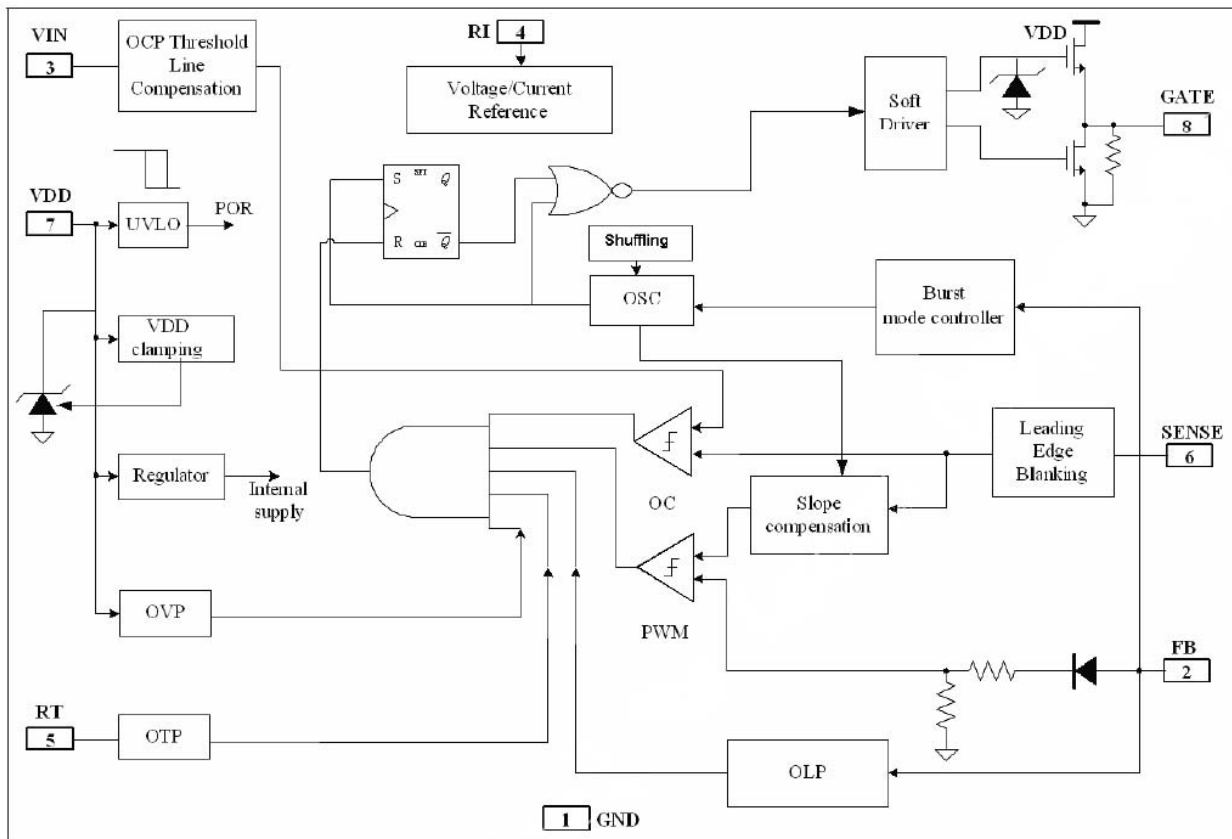 VIN
3
OCP Threshold
Line
Compensation
RI
4
Voltage/Current
Reference
VDD
Soft
Driver
GATE
8
VDD
7
UVLO
POR
S
SET
Q
R
Q
Shuffling
OSC
Burst
mode controller
VDD
clamping
Regulator
Internal
supply
OC
Slope
compensation
Leading
Edge
Blanking
SENSE
6
OVP
PWM
FB
2
RT
5
OTP
OLP
1
GND